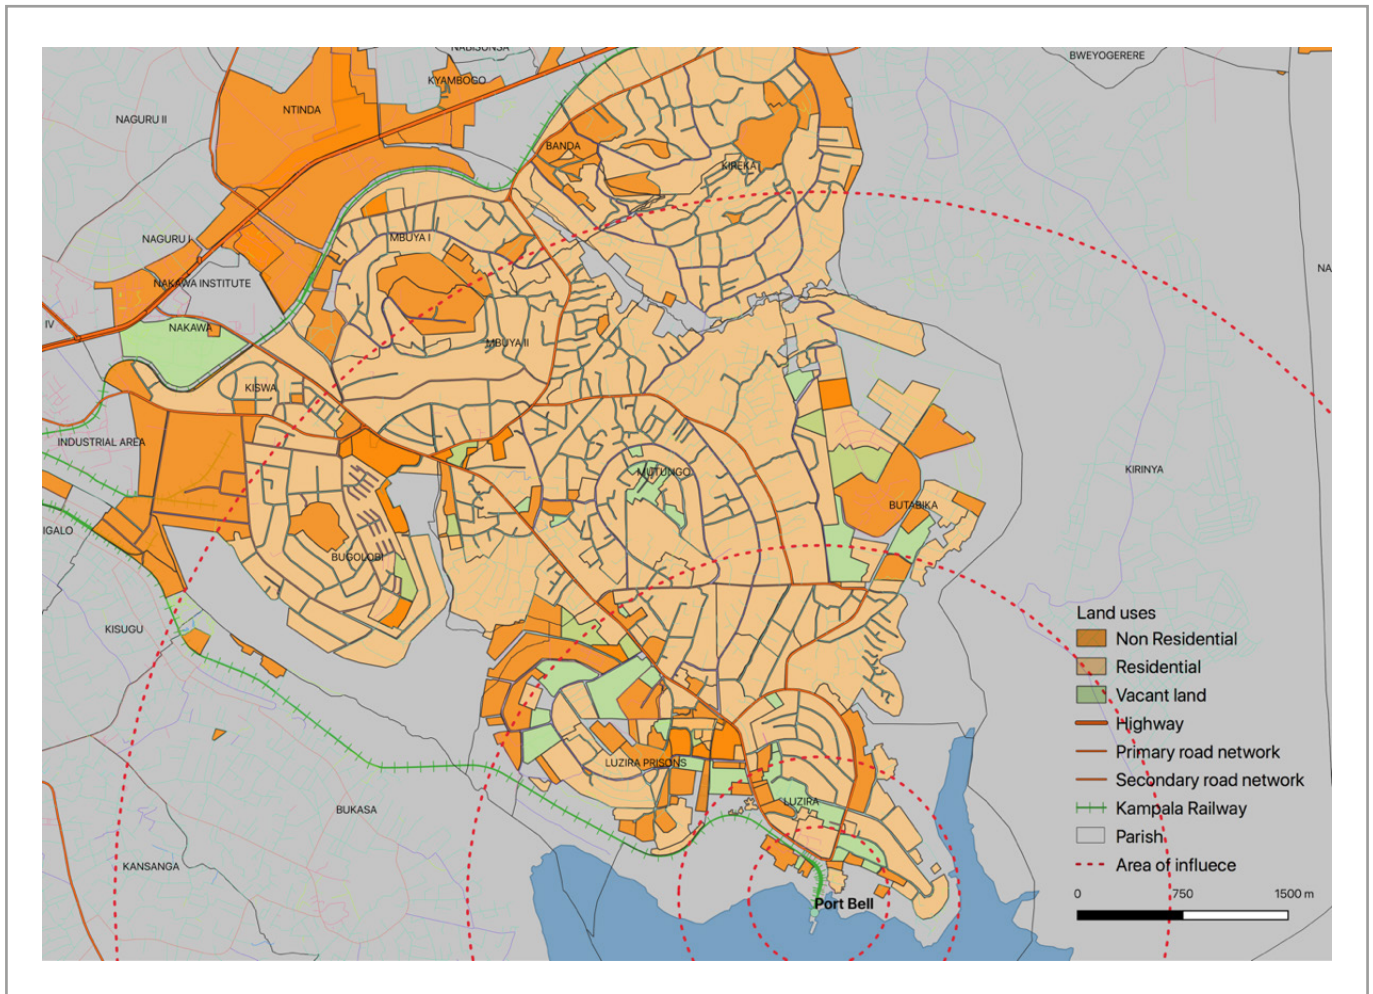 NABISUNSA
BWEYOGERERE
KYAMBOGO
NTINDA
NAGURU II
BANDA
KIREKA
NAGURU I
MBUYA I
NA
NAKAWA INSTITUTE
IV
NAKAWA
MBUYA II
KISWA
INDUSTRIAL AREA
MUTUNGO
KIRINYA
BUTABIKA
IGALO
BUGOLOBI
KISUGU
LUZIRA PRISONS
LUZIRA
BUKASA
KANSANGA
Port Bell
Land uses
Non Residential
Residential
Vacant land
Highway
Primary road network
Secondary road network
Kampala Railway
Parish
Area of influece
0 750 1500 m